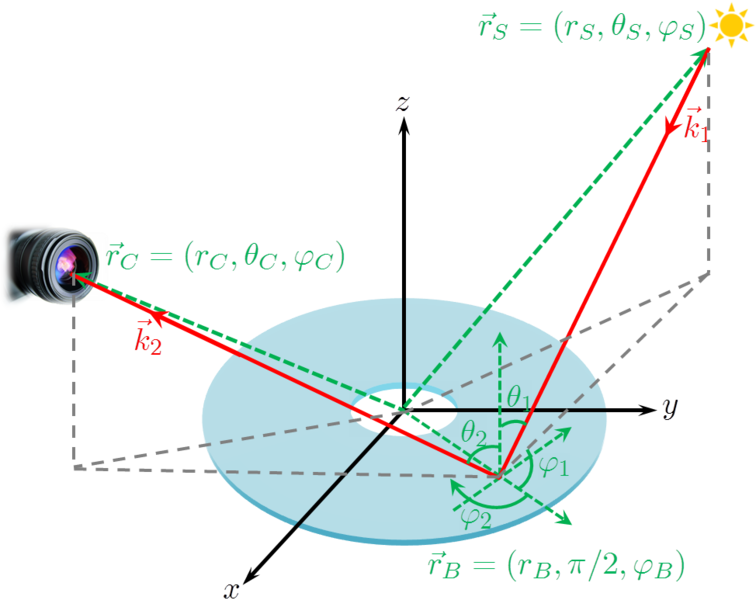 $\vec{r}_S = (r_S, \theta_S, \varphi_S)$
z
$\vec{k}_1$
$\vec{r}_C = (r_C, \theta_C, \varphi_C)$
$\vec{k}_2$
$\theta_1$
y
$\theta_2$
$\varphi_1$
$\varphi_2$
$\vec{r}_B = (r_B, \pi/2, \varphi_B)$
x